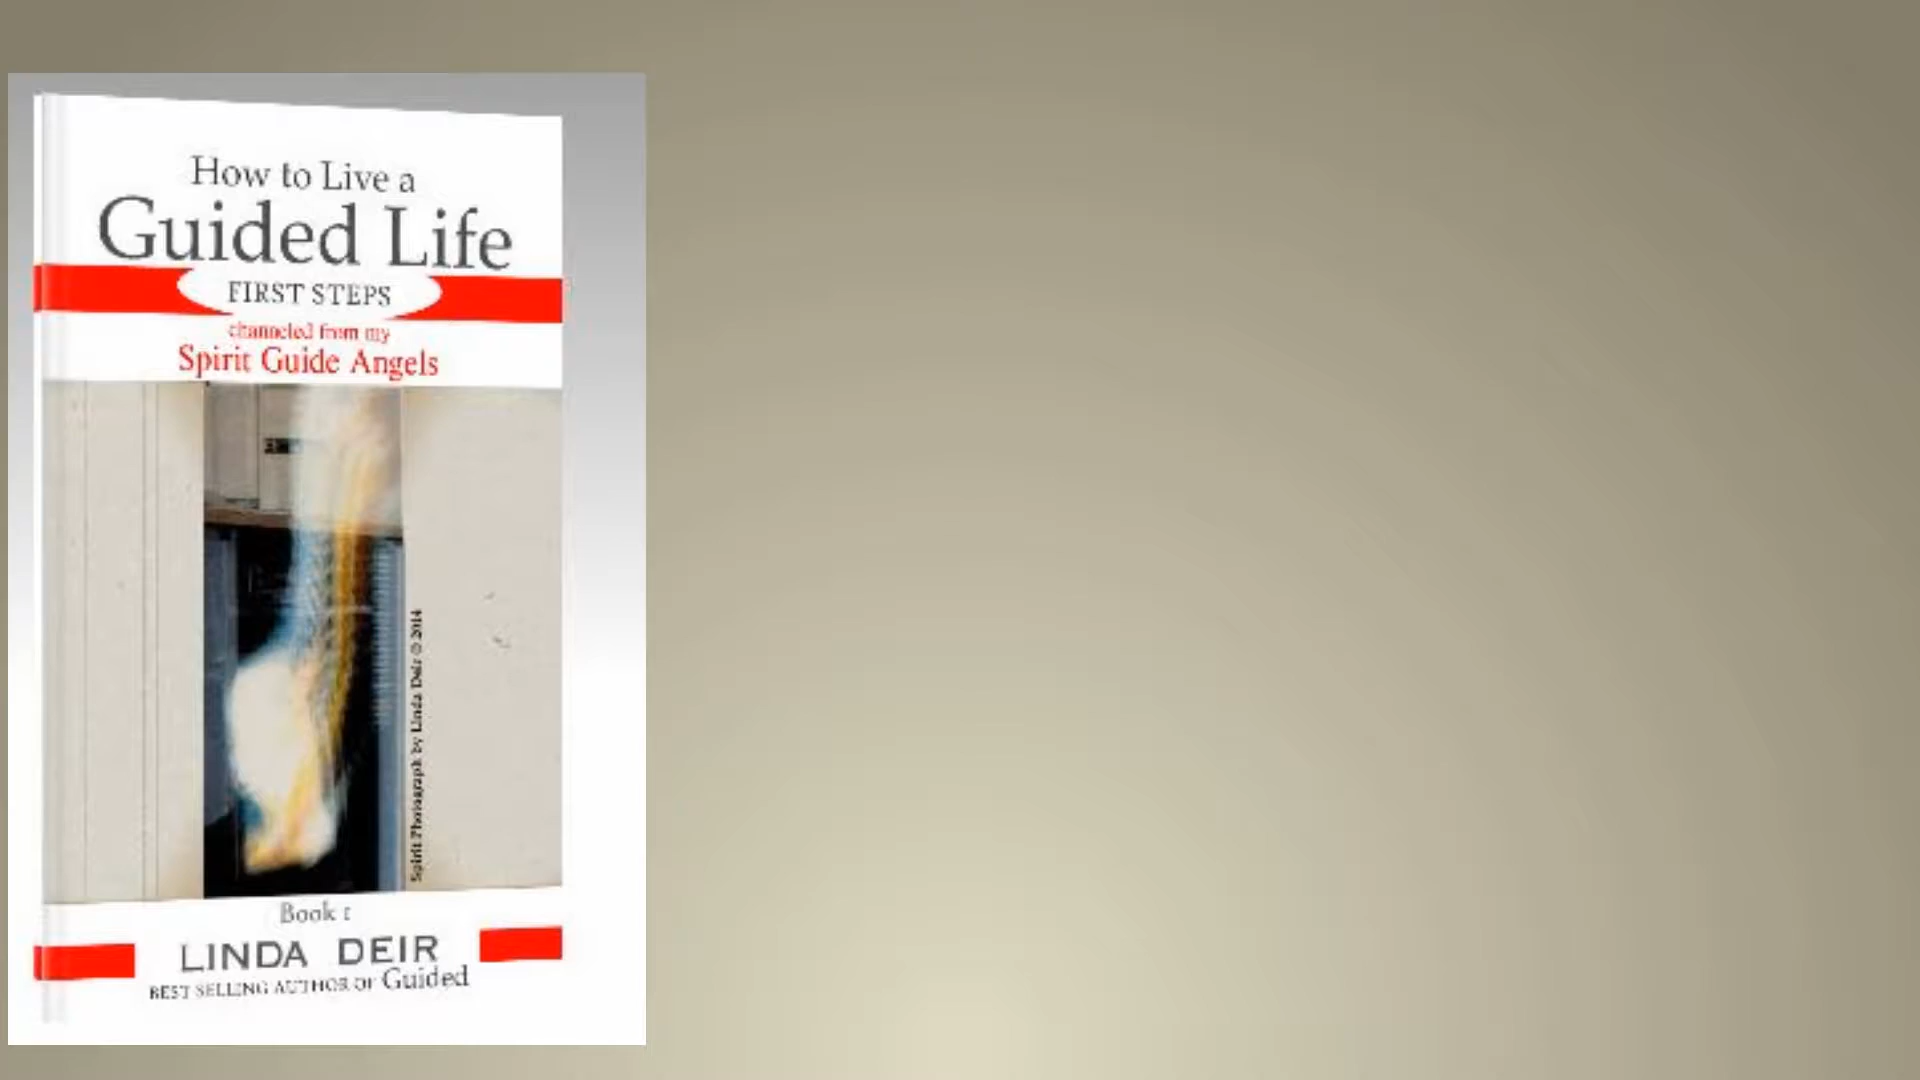 How to Live a
Guided Life
FIRST STEPS
channeled from my
Spirit Guide Angels
Spirit Photograph by Linda Deir © 2014
Book 1
LINDA DEIR
BEST SELLING AUTHOR OF Guided